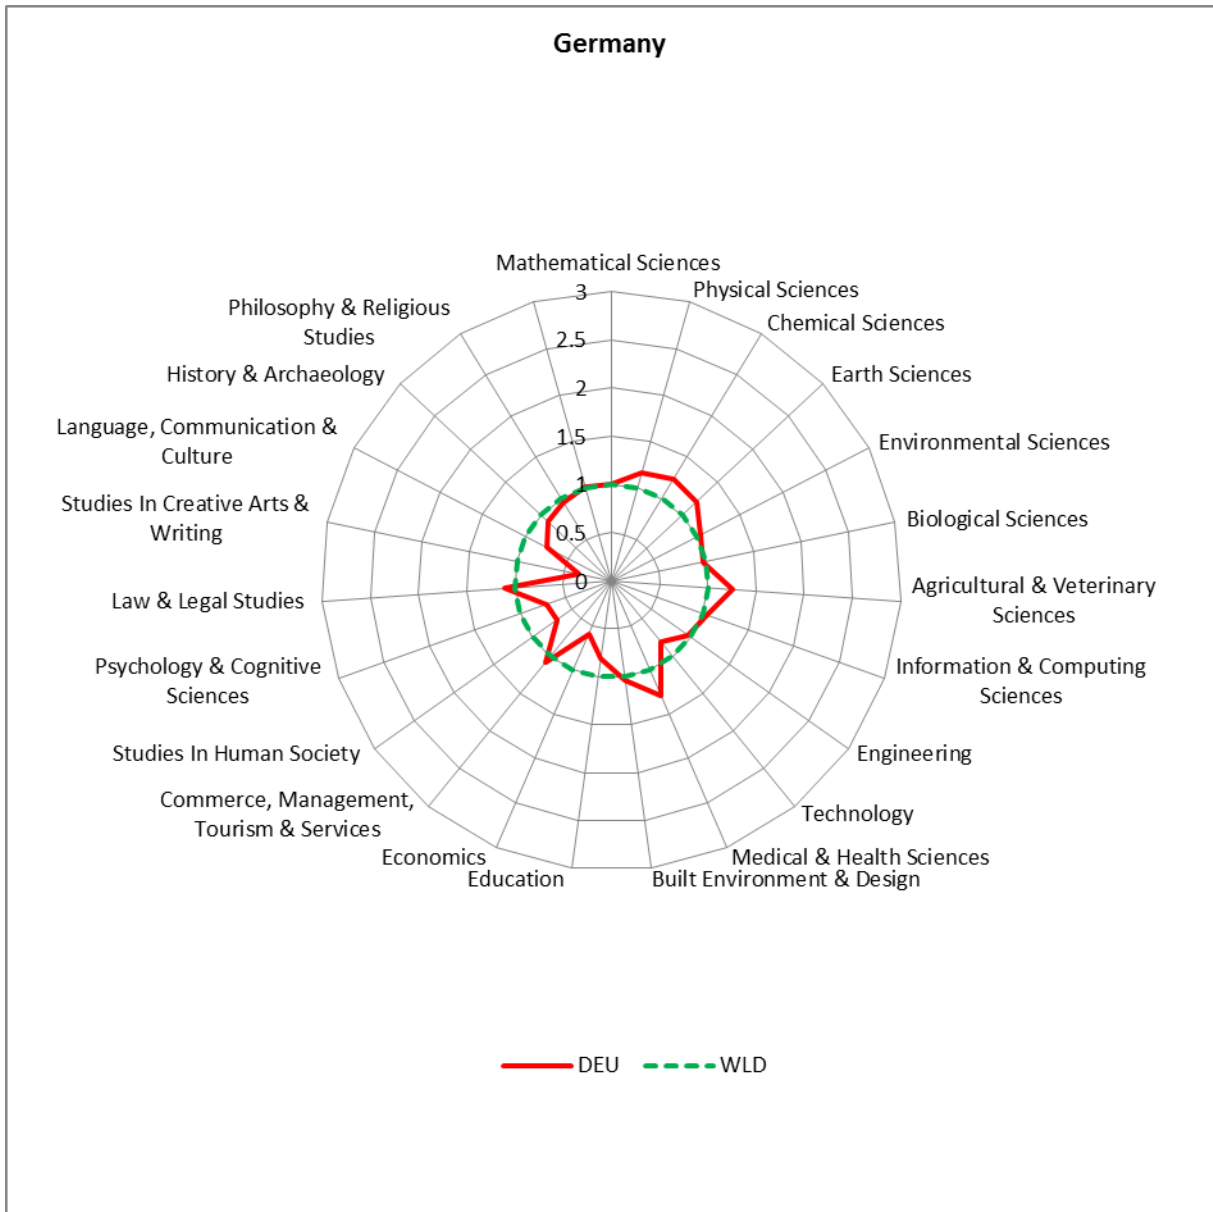 Germany
Mathematical Sciences
Physical Sciences
Chemical Sciences
Earth Sciences
Environmental Sciences
Biological Sciences
Agricultural & Veterinary
Sciences
Information & Computing
Sciences
Engineering
Technology
Medical & Health Sciences
Built Environment & Design
Education
Economics
Commerce, Management,
Tourism & Services
Studies In Human Society
Psychology & Cognitive
Sciences
Law & Legal Studies
Studies In Creative Arts &
Writing
Language, Communication &
Culture
History & Archaeology
Philosophy & Religious
Studies
3
2.5
2
1.5
1
0.5
0
DEU
WLD